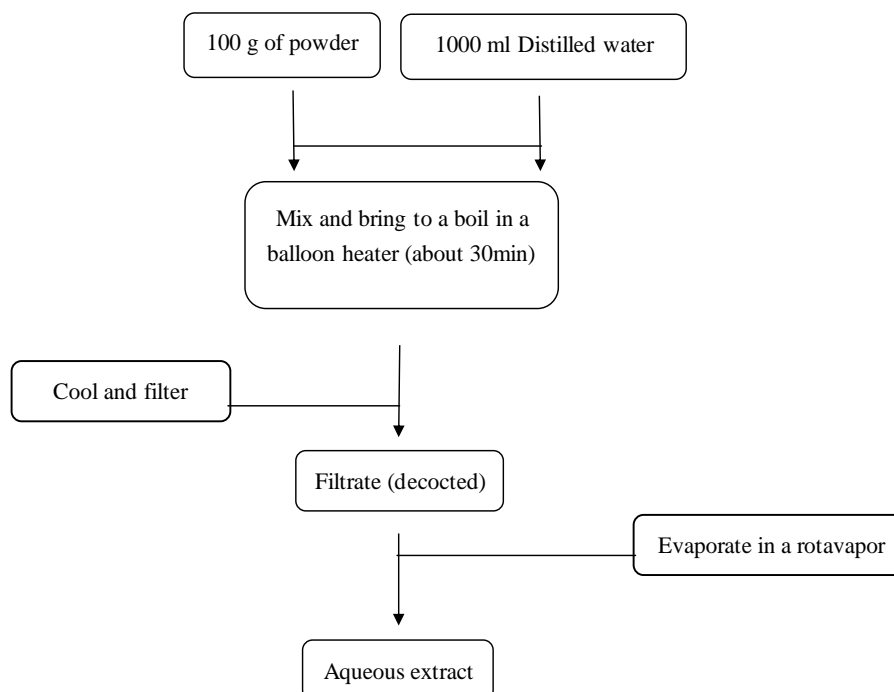 100 g of powder
1000 ml Distilled water
Mix and bring to a boil in a
balloon heater (about 30min)
Cool and filter
Filtrate (decocted)
Evaporate in a rotavapor
Aqueous extract